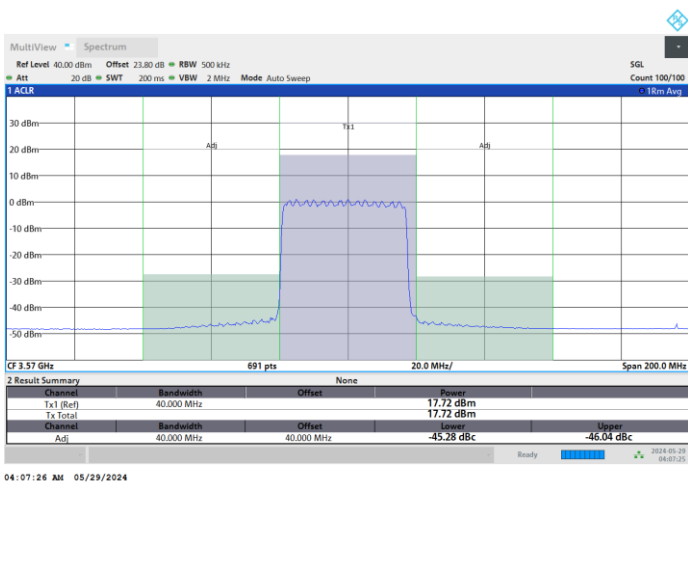 MultiView Spectrum
Ref Level 40.00 dBm Offset 23.80 dB RBW 500 kHz SGL
Att 20 dB SWT 200 ms VBW 2 MHz Mode Auto Sweep Count 100/100
1 ACLR 1Rm Avg
30 dBm
Tx1
20 dBm
Adj Adj
10 dBm
0 dBm
-10 dBm
-20 dBm
-30 dBm
-40 dBm
-50 dBm
CF 3.57 GHz 691 pts 20.0 MHz/ Span 200.0 MHz
2 Result Summary None
Channel Bandwidth Offset Power
Tx1 (Ref) 40.000 MHz 17.72 dBm
Tx Total 17.72 dBm
Channel Bandwidth Offset Lower Upper
Adj 40.000 MHz 40.000 MHz -45.28 dBc -46.04 dBc
Ready 2024-05-29
04:07:25
04:07:26 AM 05/29/2024